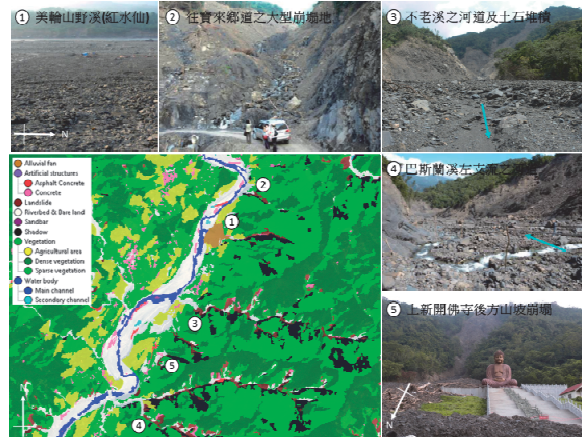 ① 美輪山野溪(紅水仙)
② 往寶來鄉道之大型崩塌地
③ 不老溪之河道及土石堆積
N
Alluvial fan
Artificial structures
Asphalt Concrete
Concrete
Landslide
Riverbed & Bare land
Sandbar
Shadow
Vegetation
Agricultural area
Dense vegetation
Sparse vegetation
Water body
Main channel
Secondary channel
②
①
③
⑤
④
④ 巴斯蘭溪左支流
⑤ 上新開佛寺後方山坡崩塌
N